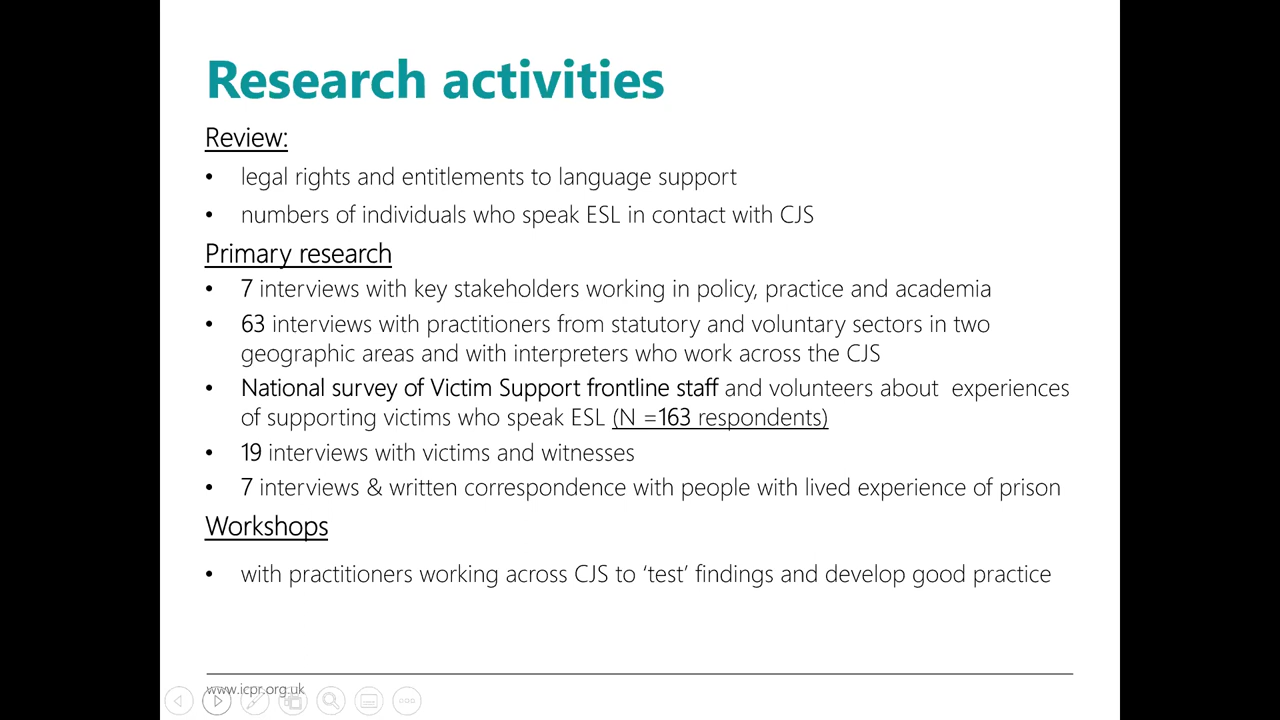 Research activities
Review:
• legal rights and entitlements to language support
• numbers of individuals who speak ESL in contact with CJS
Primary research
• 7 interviews with key stakeholders working in policy, practice and academia
• 63 interviews with practitioners from statutory and voluntary sectors in two
geographic areas and with interpreters who work across the CJS
• National survey of Victim Support frontline staff and volunteers about  experiences
of supporting victims who speak ESL (N =163 respondents)
• 19 interviews with victims and witnesses
• 7 interviews & written correspondence with people with lived experience of prison
Workshops
• with practitioners working across CJS to ‘test’ findings and develop good practice
www.icpr.org.uk